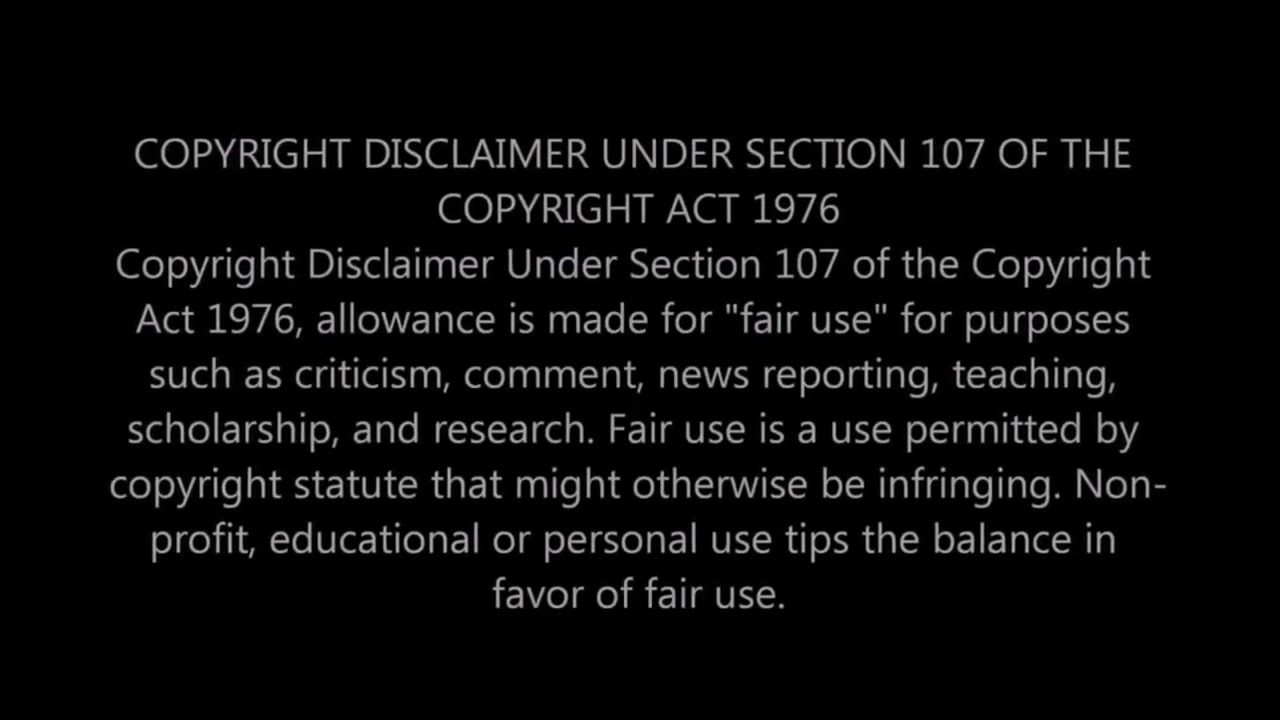 COPYRIGHT DISCLAIMER UNDER SECTION 107 OF THE
COPYRIGHT ACT 1976
Copyright Disclaimer Under Section 107 of the Copyright
Act 1976, allowance is made for "fair use" for purposes
such as criticism, comment, news reporting, teaching,
scholarship, and research. Fair use is a use permitted by
copyright statute that might otherwise be infringing. Non-
profit, educational or personal use tips the balance in
favor of fair use.